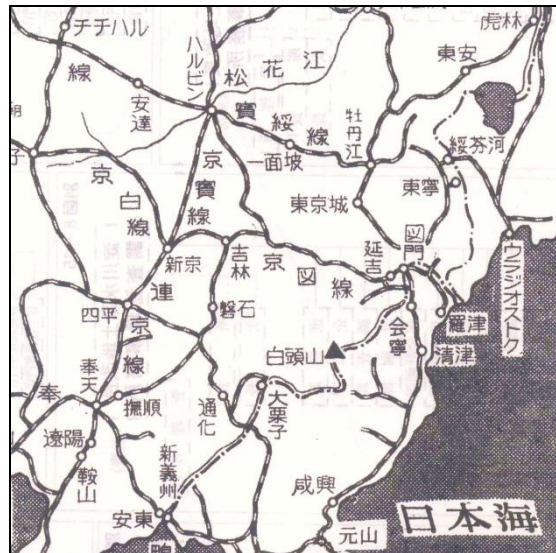 チチハル
ハルビン
松花江
虎林
東安
線
安達
濱綏線
一面坡
牡丹江
綏芬河
東寧
京白線
京濱線
東京城
新京
吉林
京図線
延吉
図門
ウラジオストク
四平
連京線
磐石
会寧
羅津
清津
白頭山
奉天
奉
撫順
通化
大栗子
遼陽
鞍山
新義州
安東
鴨
咸興
元山
日本海